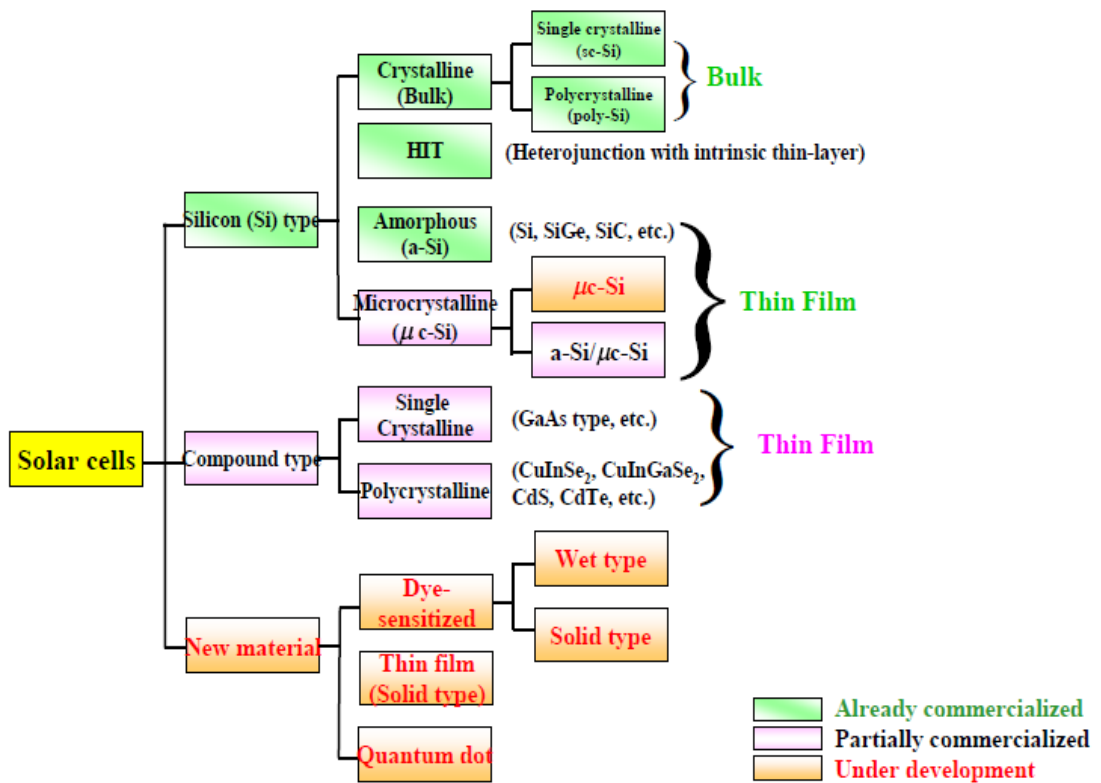 Single crystalline
(sc-Si)
Crystalline
(Bulk)
Bulk
Polycrystalline
(poly-Si)
HIT
(Heterojunction with intrinsic thin-layer)
Silicon (Si) type
Amorphous
(a-Si)
(Si, SiGe, SiC, etc.)
μc-Si
Thin Film
Microcrystalline
(μ c-Si)
a-Si/μc-Si
Single
Crystalline
(GaAs type, etc.)
Thin Film
Solar cells
Compound type
Polycrystalline
(CuInSe₂, CuInGaSe₂,
CdS, CdTe, etc.)
Wet type
Dye-
sensitized
Solid type
New material
Thin film
(Solid type)
Quantum dot
Already commercialized
Partially commercialized
Under development